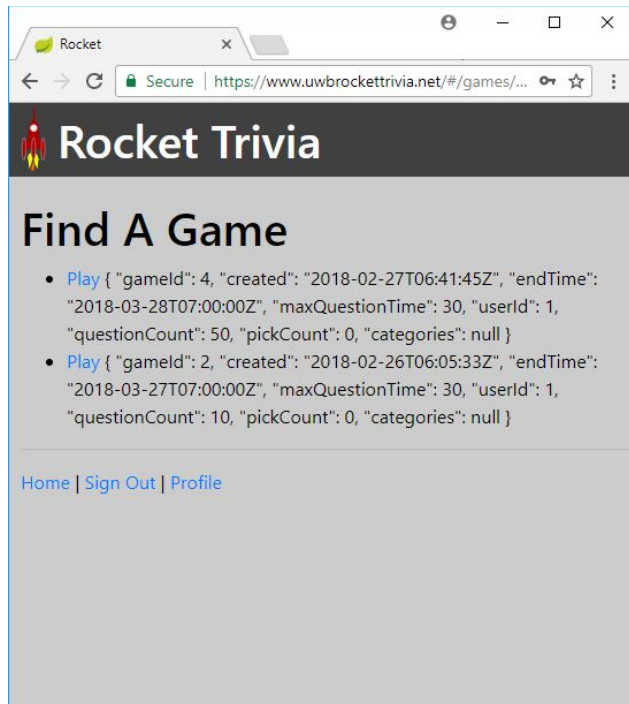 Rocket
Secure | https://www.uwbrockettrivia.net/#/games/...
Rocket Trivia
Find A Game
• Play { "gameId": 4, "created": "2018-02-27T06:41:45Z", "endTime":
"2018-03-28T07:00:00Z", "maxQuestionTime": 30, "userId": 1,
"questionCount": 50, "pickCount": 0, "categories": null }
• Play { "gameId": 2, "created": "2018-02-26T06:05:33Z", "endTime":
"2018-03-27T07:00:00Z", "maxQuestionTime": 30, "userId": 1,
"questionCount": 10, "pickCount": 0, "categories": null }
Home | Sign Out | Profile